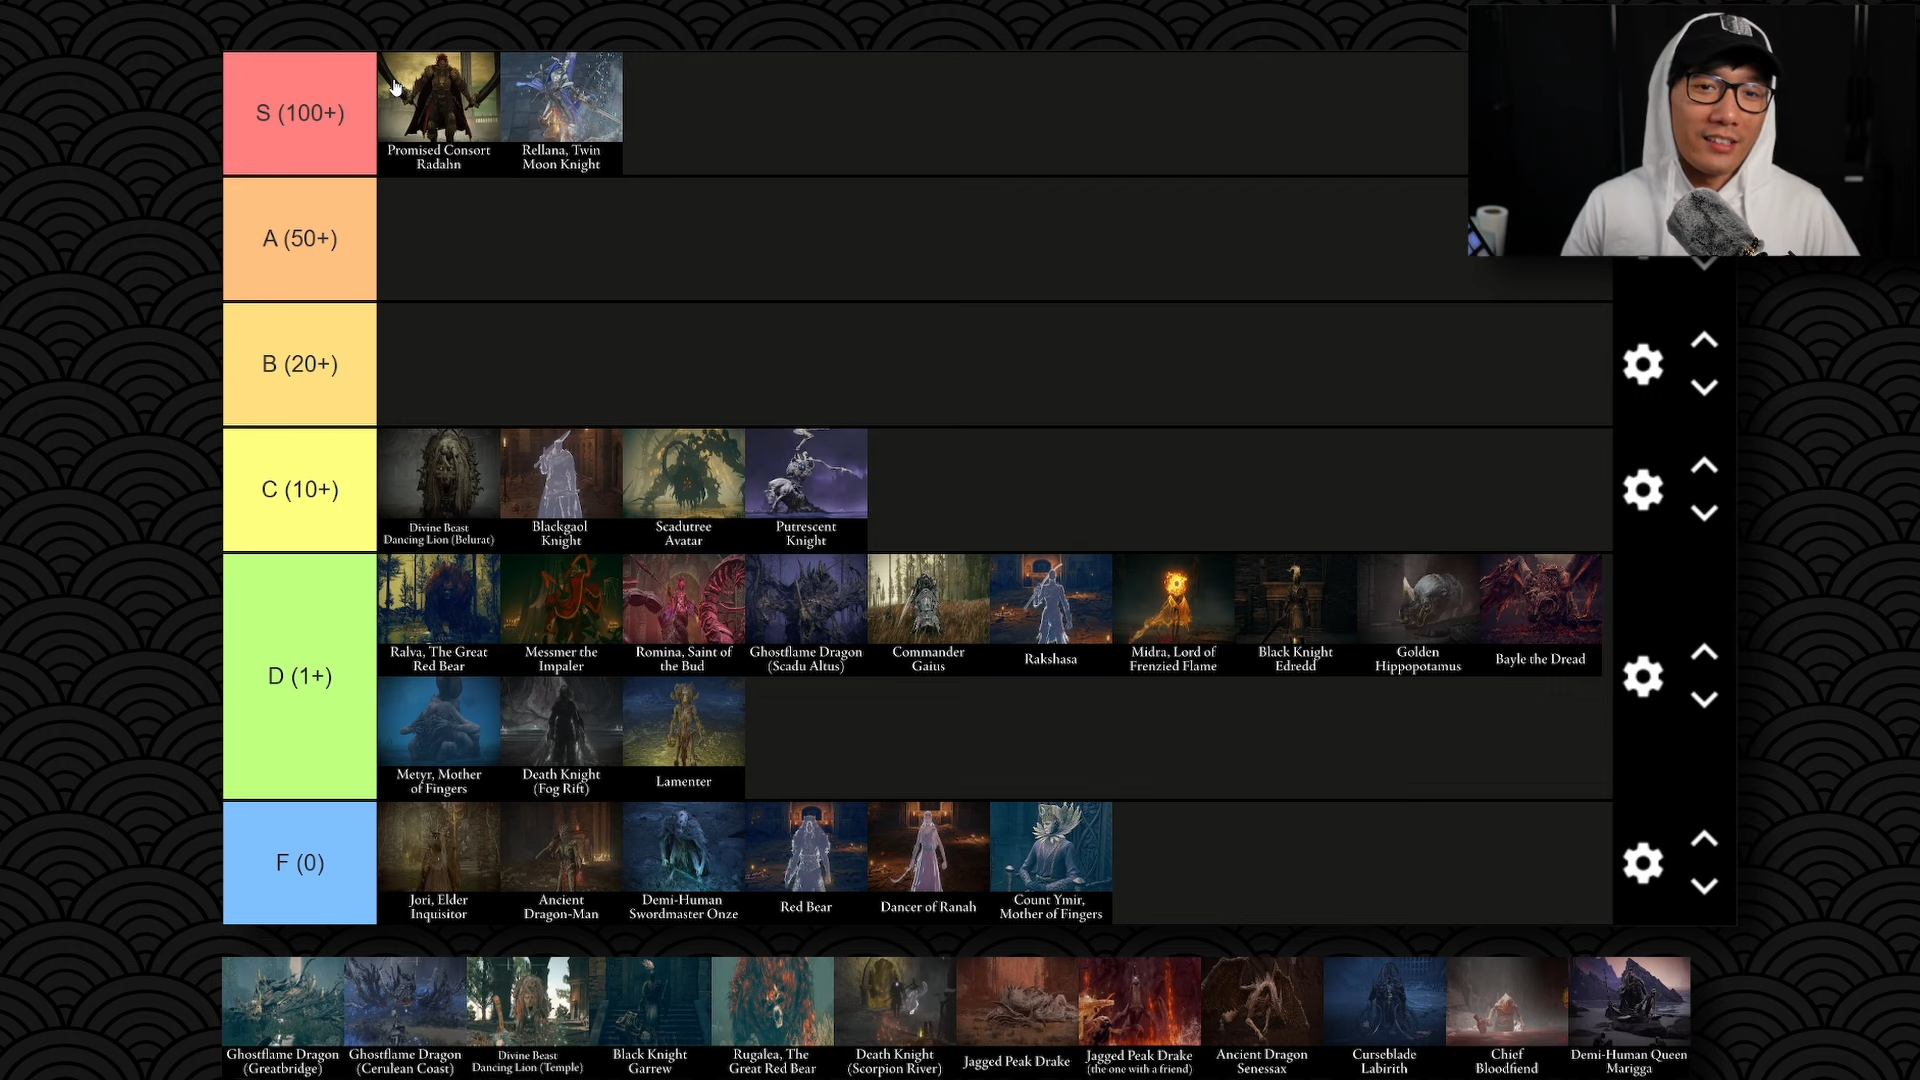 S (100+)
Promised Consort
Radahn
Rellana, Twin
Moon Knight
A (50+)
B (20+)
C (10+)
Divine Beast
Dancing Lion (Belurat)
Blackgaol
Knight
Scadutree
Avatar
Putrescent
Knight
D (1+)
Ralva, The Great
Red Bear
Messmer the
Impaler
Romina, Saint of
the Bud
Ghostflame Dragon
(Scadu Altus)
Commander
Gaius
Rakshasa
Midra, Lord of
Frenzied Flame
Black Knight
Edredd
Golden
Hippopotamus
Bayle the Dread
Metyr, Mother
of Fingers
Death Knight
(Fog Rift)
Lamenter
F (0)
Jori, Elder
Inquisitor
Ancient
Dragon-Man
Demi-Human
Swordmaster Onze
Red Bear
Dancer of Ranah
Count Ymir,
Mother of Fingers
Ghostflame Dragon
(Greatbridge)
Ghostflame Dragon
(Cerulean Coast)
Divine Beast
Dancing Lion (Temple)
Black Knight
Garrew
Rugalea, The
Great Red Bear
Death Knight
(Scorpion River)
Jagged Peak Drake
Jagged Peak Drake
(the one with a friend)
Ancient Dragon
Senessax
Curseblade
Labirith
Chief
Bloodfiend
Demi-Human Queen
Marigga